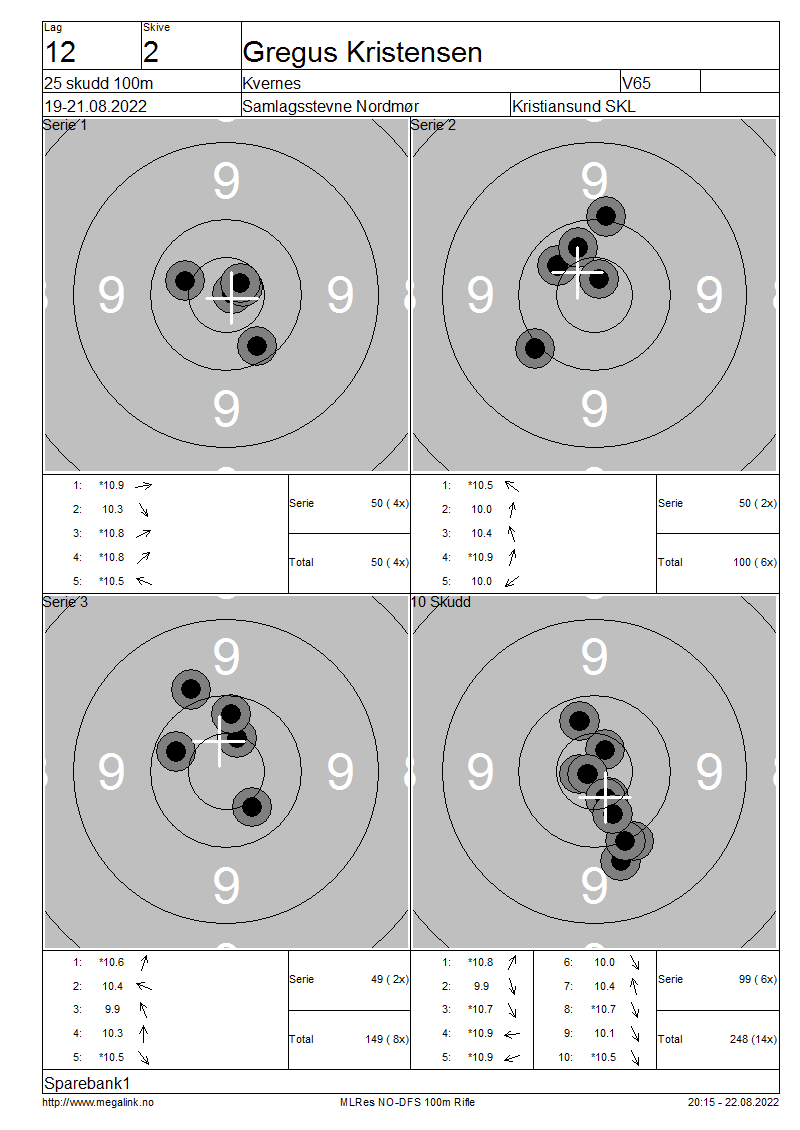 Lag Skive
12 2 Gregus Kristensen
25 skudd 100m Kvernes V65
19-21.08.2022 Samlagsstevne Nordmør Kristiansund SKL
Serie 1
9
9 9
9
8 8
Serie 2
9
9 9
9
8 8
1: *10.9
2: 10.3
3: *10.8
4: *10.8
5: *10.5
Serie 50 ( 4x)
Total 50 ( 4x)
1: *10.5
2: 10.0
3: 10.4
4: *10.9
5: 10.0
Serie 50 ( 2x)
Total 100 ( 6x)
Serie 3
9
9 9
9
8 8
10 Skudd
9
9 9
9
8 8
1: *10.6
2: 10.4
3: 9.9
4: 10.3
5: *10.5
Serie 49 ( 2x)
Total 149 ( 8x)
1: *10.8 6: 10.0
2: 9.9 7: 10.4
3: *10.7 8: *10.7
4: *10.9 9: 10.1
5: *10.9 10: *10.5
Serie 99 ( 6x)
Total 248 (14x)
Sparebank1
http://www.megalink.no MLRes NO-DFS 100m Rifle 20:15 - 22.08.2022